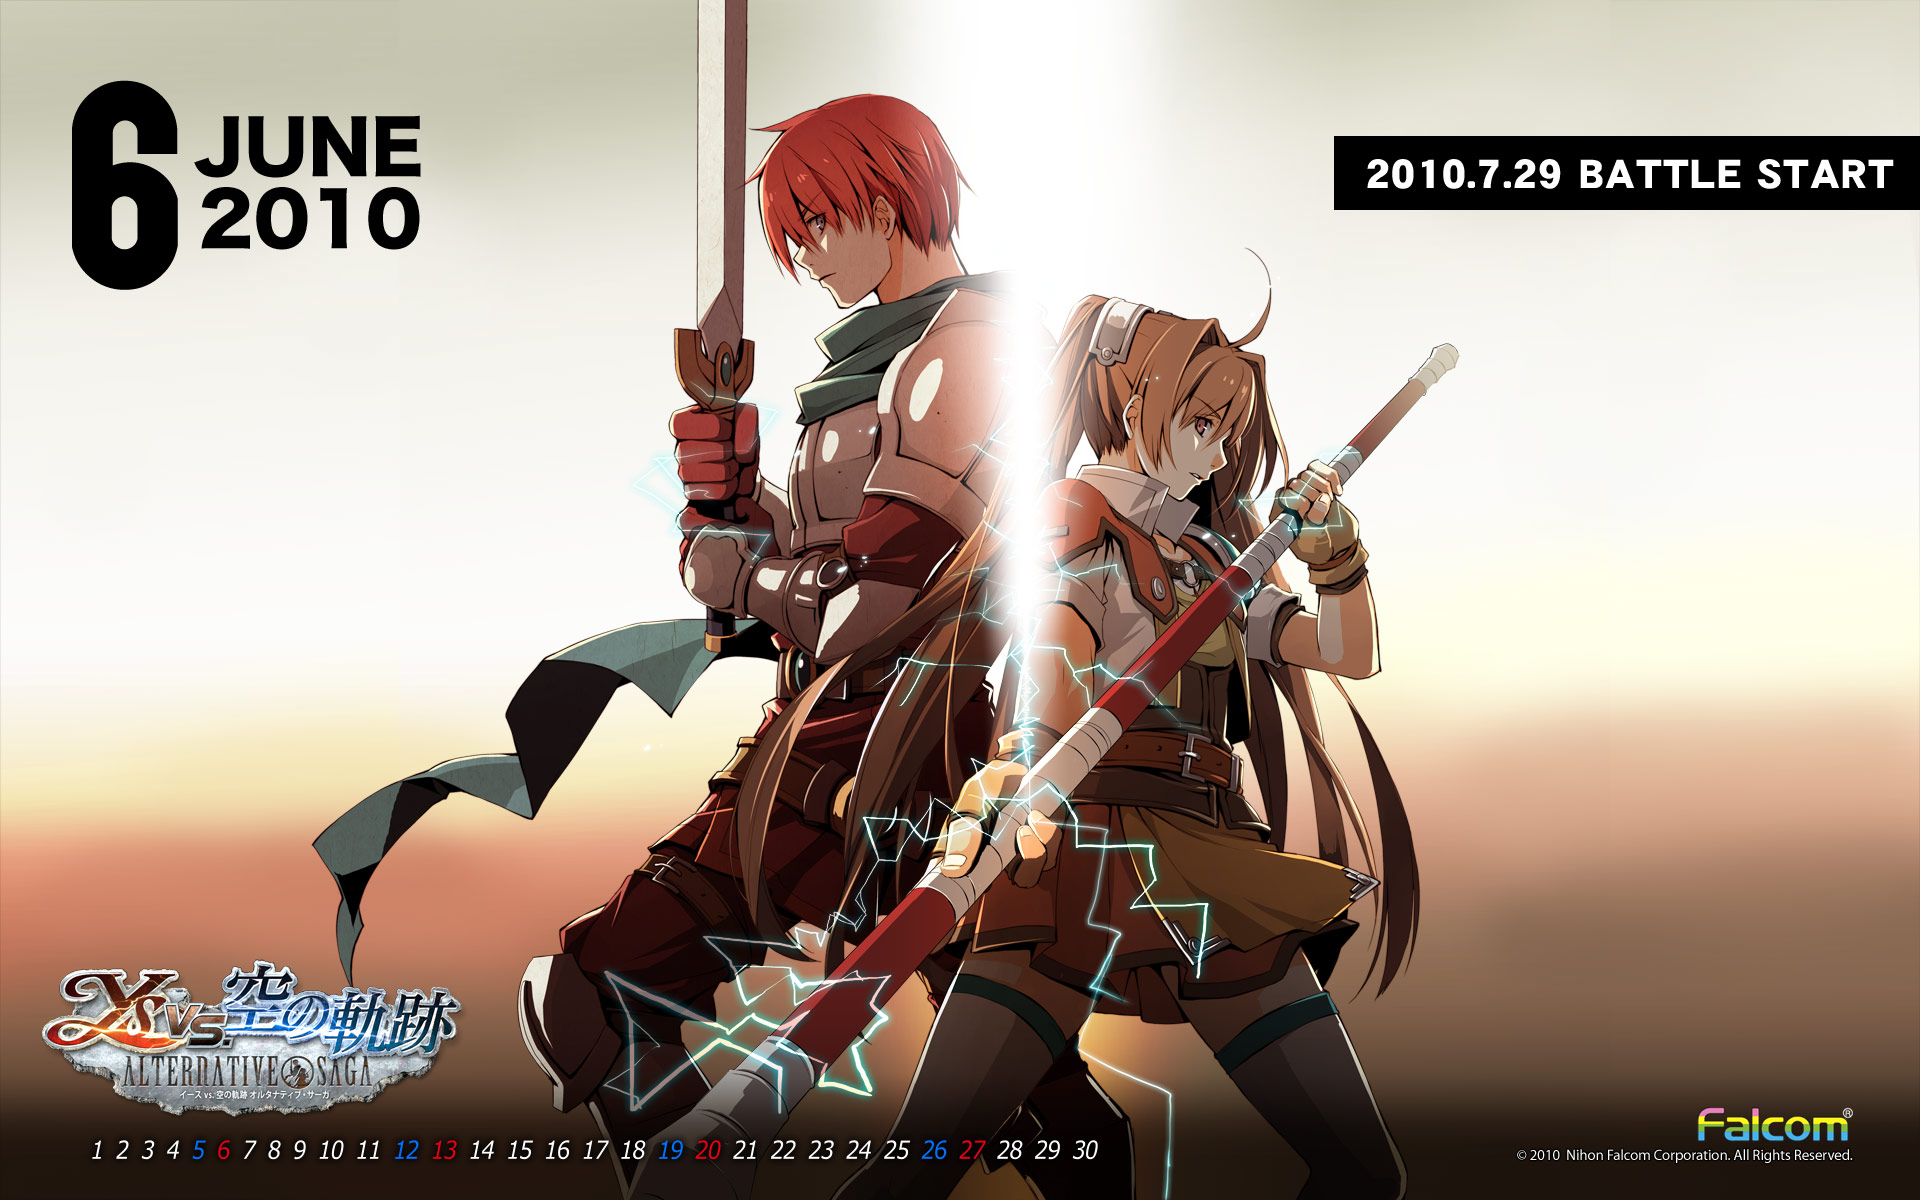 6
JUNE
2010
2010.7.29 BATTLE START
Ys vs. 空の軌跡
ALTERNATIVE SAGA
イース vs. 空の軌跡 オルタナティブ・サーガ
1 2 3 4 5 6 7 8 9 10 11 12 13 14 15 16 17 18 19 20 21 22 23 24 25 26 27 28 29 30
Falcom®
© 2010 Nihon Falcom Corporation. All Rights Reserved.